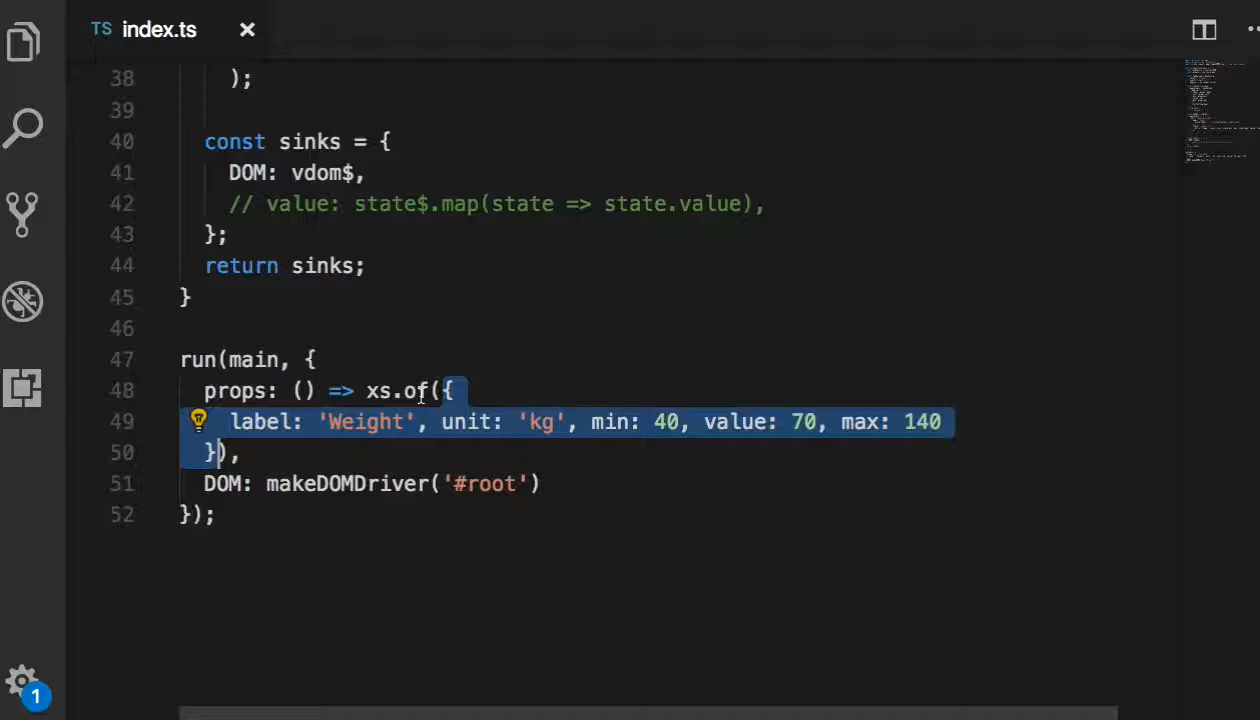 TS index.ts
38 );
39
40 const sinks = {
41 DOM: vdom$,
42 // value: state$.map(state => state.value),
43 };
44 return sinks;
45 }
46
47 run(main, {
48 props: () => xs.of({
49 label: 'Weight', unit: 'kg', min: 40, value: 70, max: 140
50 }),
51 DOM: makeDOMDriver('#root')
52 });
1